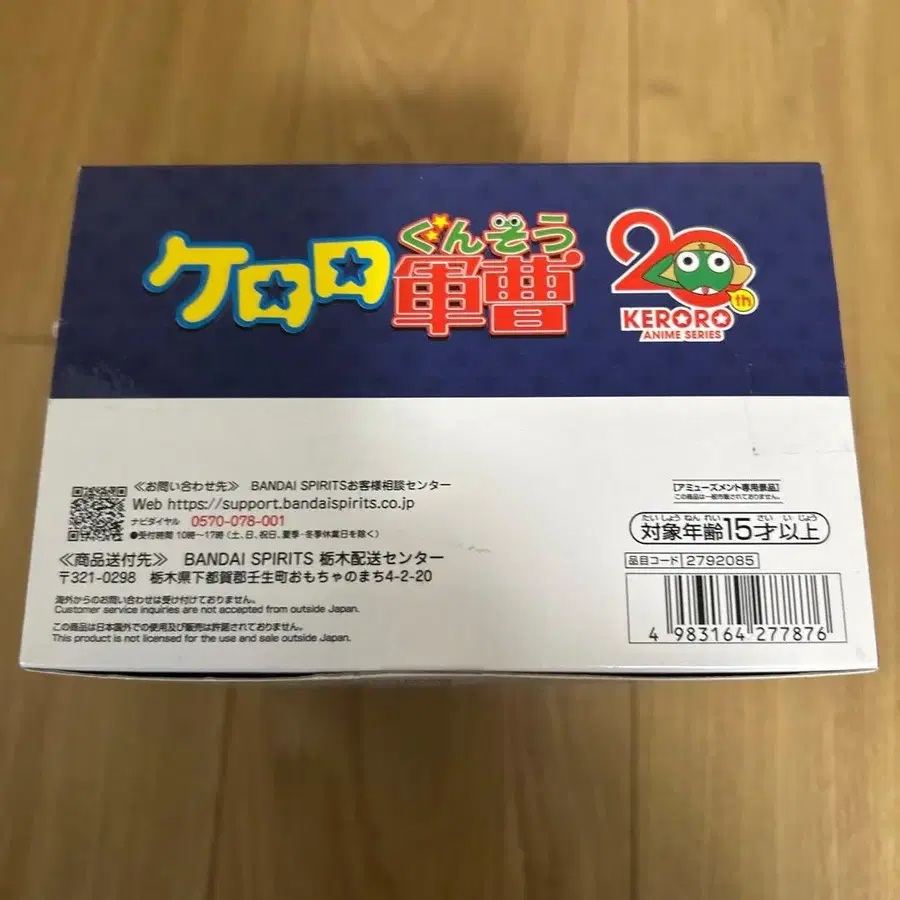 ケロロ
ぐんそう
軍曹
20th
KERORO
ANIME SERIES
≪お問い合わせ先≫ BANDAI SPIRITSお客様相談センター
Web https://support.bandaispirits.co.jp
ナビダイヤル 0570-078-001
●受付時間 10時〜17時(土、日、祝日、夏季・冬季休業日を除く)
≪商品送付先≫ BANDAI SPIRITS 栃木配送センター
〒321-0298 栃木県下都賀郡壬生町おもちゃのまち4-2-20
海外からのお問い合わせは受け付けておりません。
Customer service inquiries are not accepted from outside Japan.
この商品は日本国外での使用及び販売は許諾されておりません。
This product is not licensed for the use and sale outside Japan.
【アミューズメント専用景品】
この商品は一般市販されておりません。
たいしょうねんれい さい いじょう
対象年齢15才以上
品目コード 2792085
4 983164 277876